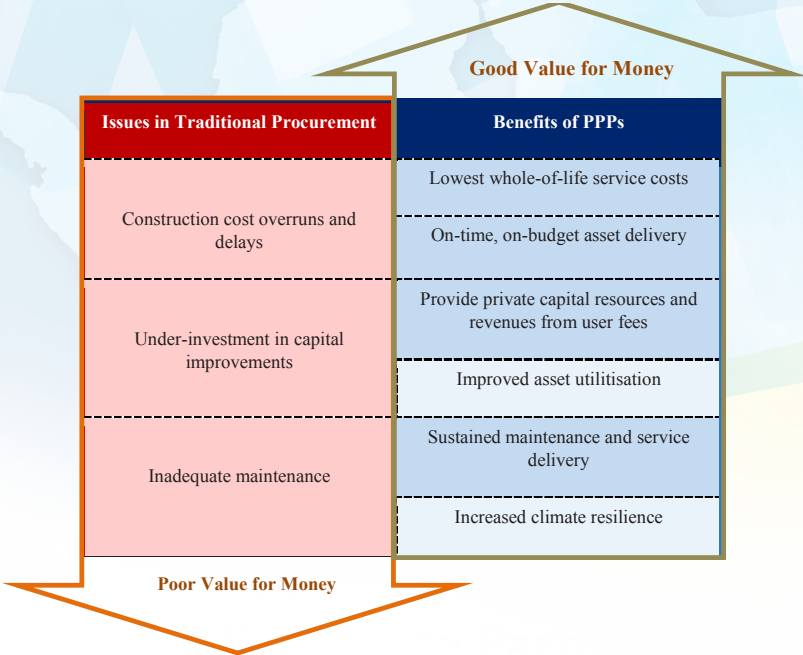 Good Value for Money
Issues in Traditional Procurement
Benefits of PPPs
Construction cost overruns and
delays
Lowest whole-of-life service costs
On-time, on-budget asset delivery
Under-investment in capital
improvements
Provide private capital resources and
revenues from user fees
Improved asset utilitisation
Inadequate maintenance
Sustained maintenance and service
delivery
Increased climate resilience
Poor Value for Money